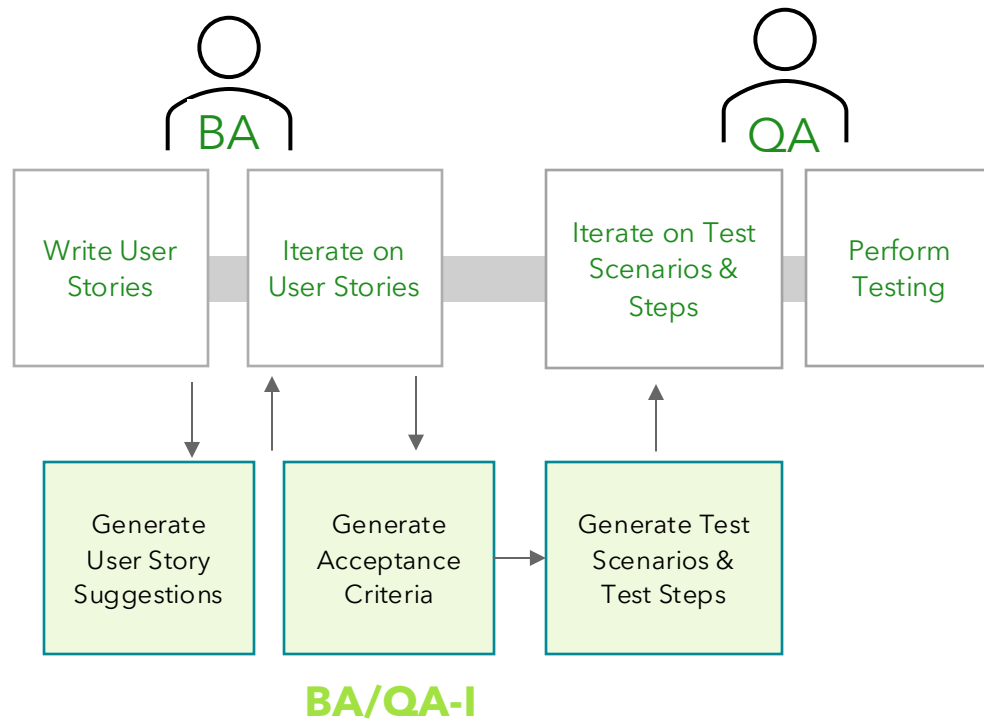 BA
QA
Write User
Stories
Iterate on
User Stories
Iterate on Test
Scenarios &
Steps
Perform
Testing
Generate
User Story
Suggestions
Generate
Acceptance
Criteria
Generate Test
Scenarios &
Test Steps
BA/QA-I